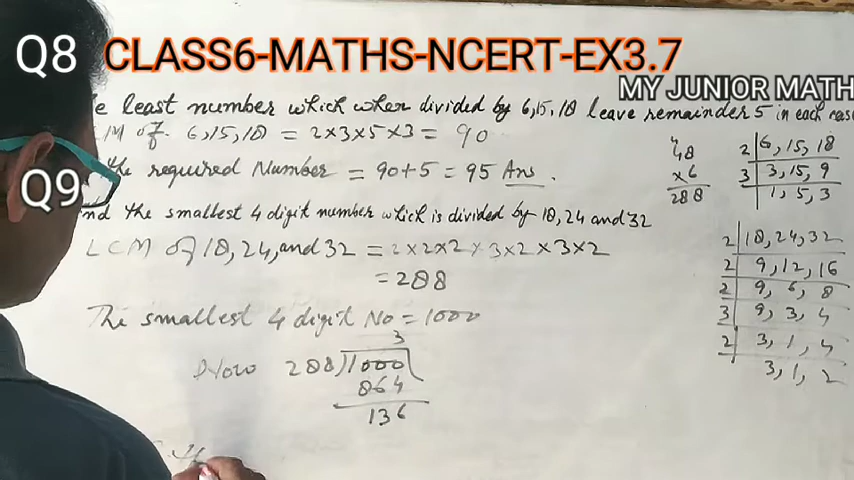 Q8 CLASS6-MATHS-NCERT-EX3.7
MY JUNIOR MATH
least number which when divided by 6,15,18 leave remainder 5 in each case
LCM of 6,15,18 = 2×3×5×3 = 90
the required Number = 90+5 = 95 Ans.
Q9
the smallest 4 digit number which is divided by 18, 24 and 32
LCM of 18, 24, and 32 = 2×2×2×3×2×3×2
= 288
The smallest 4 digit No = 1000
Now 288)1000
3
864
136
4
48
×6
288
2 6, 15, 18
3 3, 15, 9
1, 5, 3
2 18, 24, 32
2 9, 12, 16
2 9, 6, 8
3 9, 3, 4
2 3, 1, 4
3, 1, 2